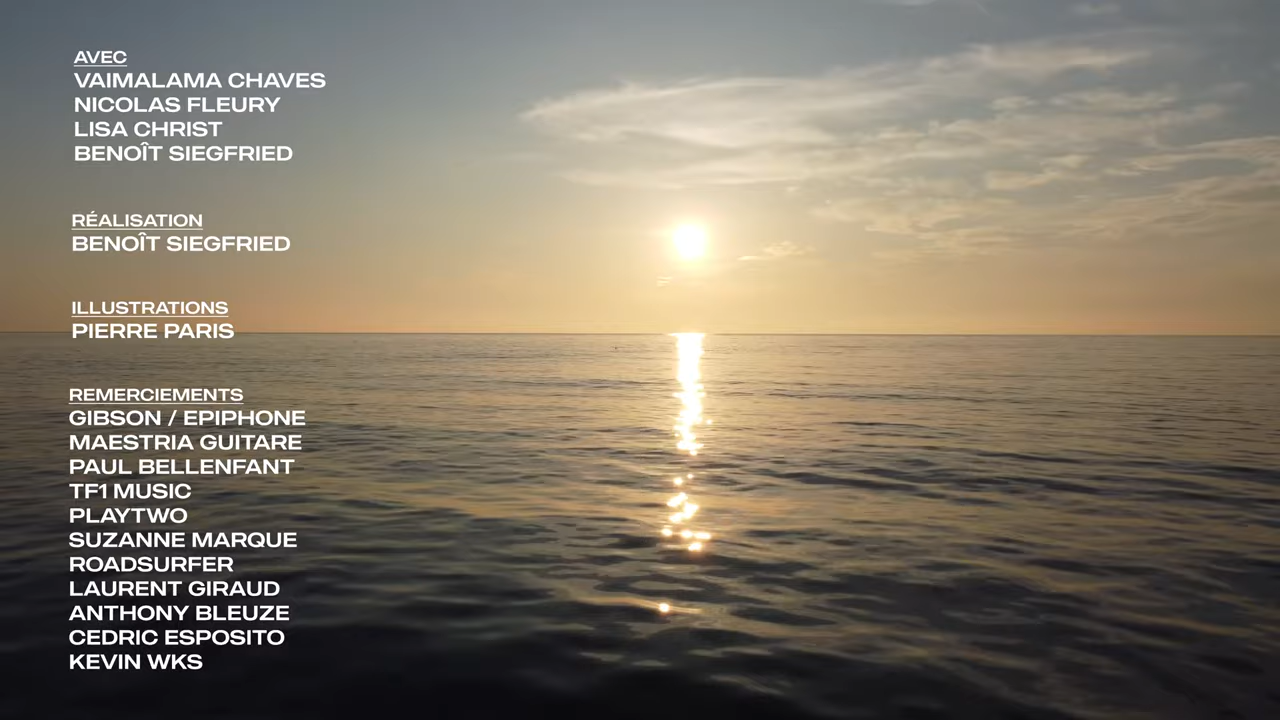 AVEC
VAIMALAMA CHAVES
NICOLAS FLEURY
LISA CHRIST
BENOÎT SIEGFRIED
RÉALISATION
BENOÎT SIEGFRIED
ILLUSTRATIONS
PIERRE PARIS
REMERCIEMENTS
GIBSON / EPIPHONE
MAESTRIA GUITARE
PAUL BELLENFANT
TF1 MUSIC
PLAYTWO
SUZANNE MARQUE
ROADSURFER
LAURENT GIRAUD
ANTHONY BLEUZE
CEDRIC ESPOSITO
KEVIN WKS